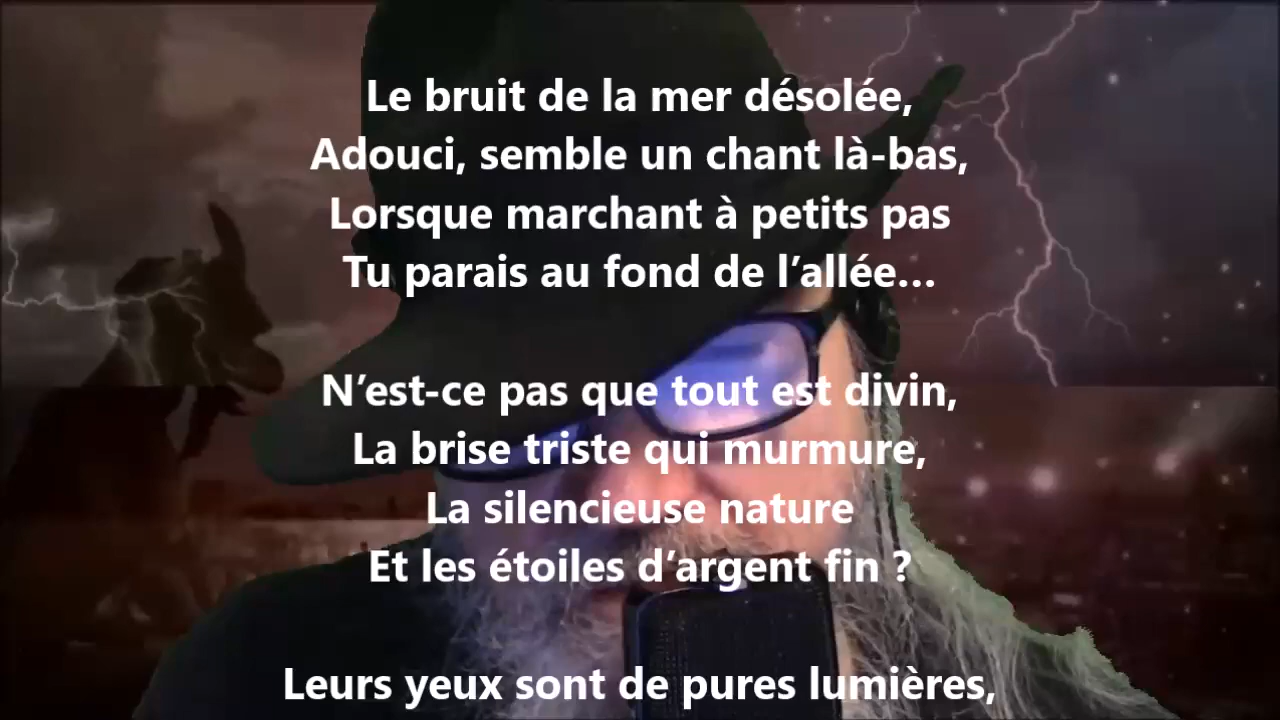 Le bruit de la mer désolée,
Adouci, semble un chant là-bas,
Lorsque marchant à petits pas
Tu parais au fond de l’allée…
N’est-ce pas que tout est divin,
La brise triste qui murmure,
La silencieuse nature
Et les étoiles d’argent fin ?
Leurs yeux sont de pures lumières,